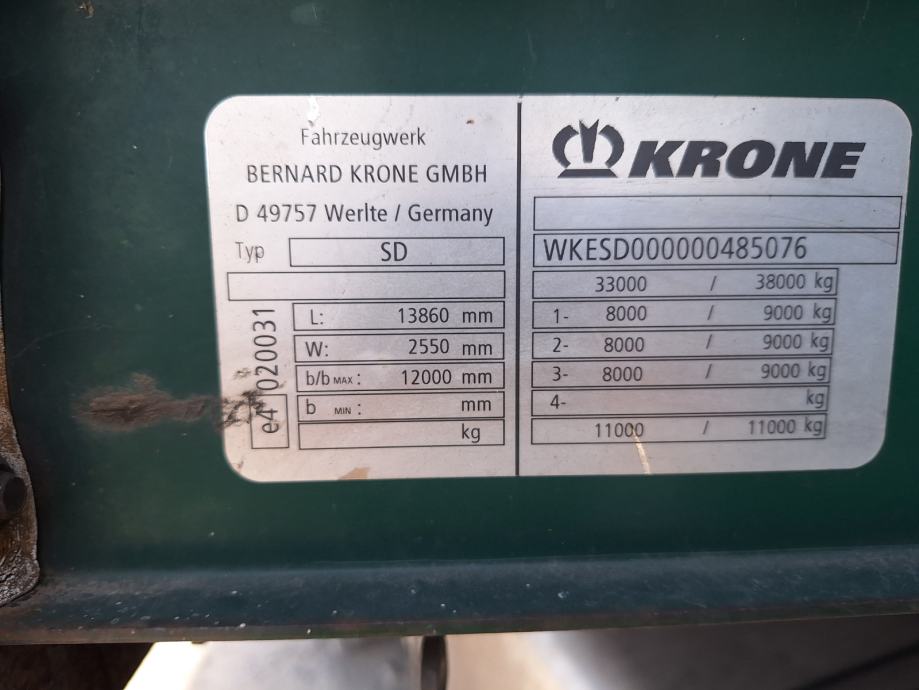 Fahrzeugwerk
BERNARD KRONE GMBH
D 49757 Werlte / Germany
Typ SD
L: 13860 mm
W: 2550 mm
b/b MAX : 12000 mm
b MIN : mm
kg
e4 020031
KRONE
WKESD000000485076
33000 / 38000 kg
1- 8000 / 9000 kg
2- 8000 / 9000 kg
3- 8000 / 9000 kg
4- kg
11000 / 11000 kg